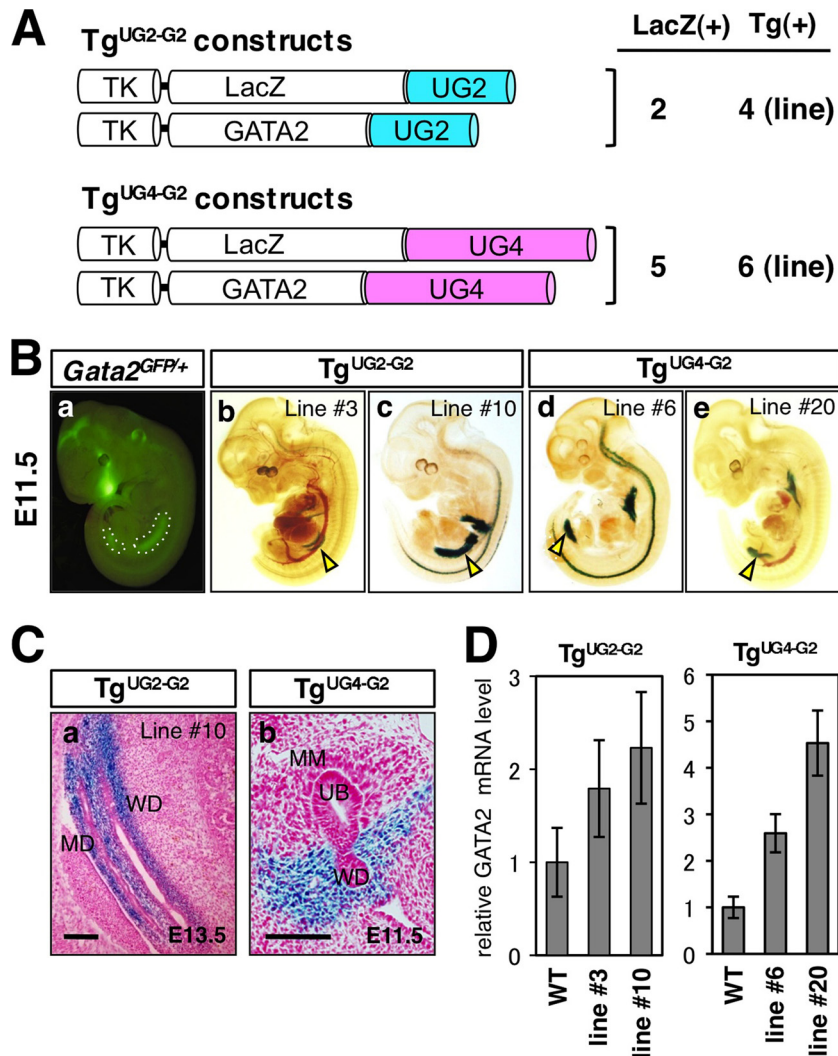 A
Tg^UG2-G2 constructs
LacZ(+) Tg(+)
TK LacZ UG2
TK GATA2 UG2
2 4 (line)
Tg^UG4-G2 constructs
TK LacZ UG4
TK GATA2 UG4
5 6 (line)
B
Gata2^GFP/+ Tg^UG2-G2 Tg^UG4-G2
E11.5
a
b Line #3
c Line #10
d Line #6
e Line #20
C
Tg^UG2-G2 Tg^UG4-G2
a Line #10
WD
MD
E13.5
b
MM
UB
WD
E11.5
D
Tg^UG2-G2
relative GATA2 mRNA level
3
2
1
0
WT line #3 line #10
Tg^UG4-G2
6
5
4
3
2
1
0
WT line #6 line #20